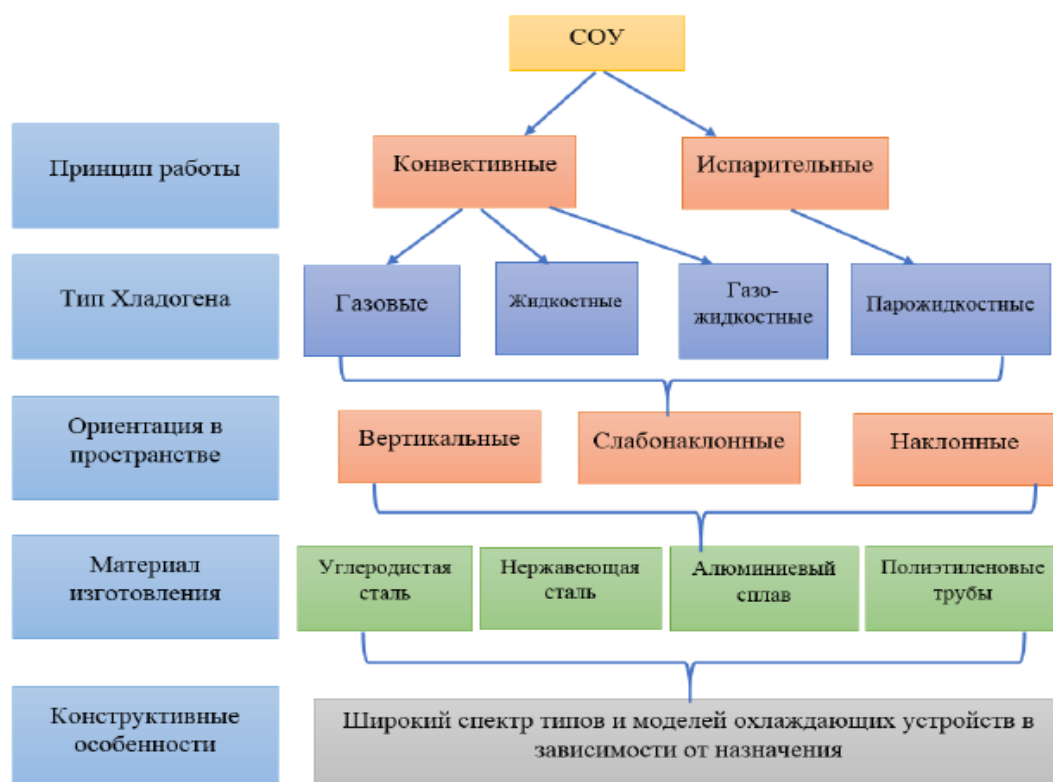 СОУ
Принцип работы
Конвективные
Испарительные
Тип Хладогена
Газовые
Жидкостные
Газо-
жидкостные
Парожидкостные
Ориентация в
пространстве
Вертикальные
Слабонаклонные
Наклонные
Материал
изготовления
Углеродистая
сталь
Нержавеющая
сталь
Алюминиевый
сплав
Полиэтиленовые
трубы
Конструктивные
особенности
Широкий спектр типов и моделей охлаждающих устройств в
зависимости от назначения